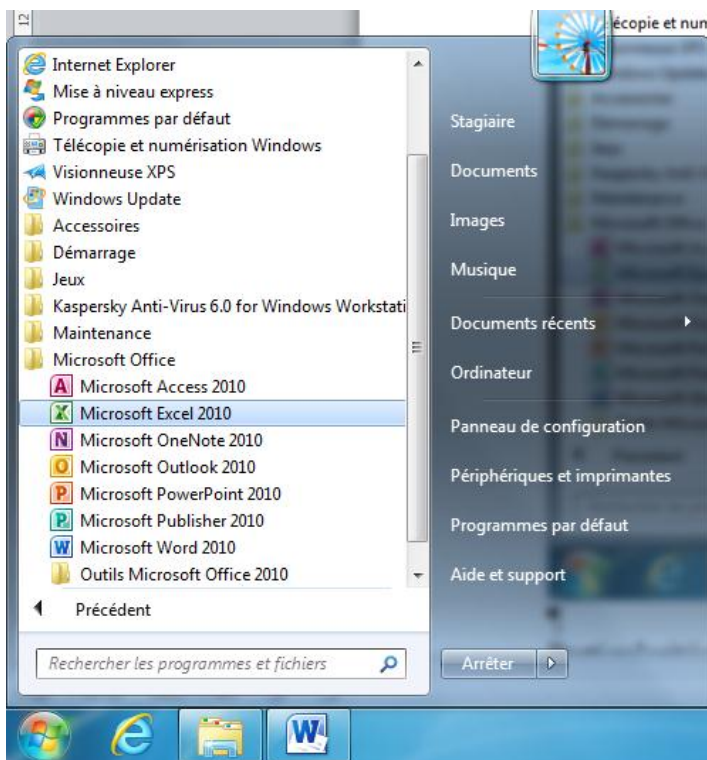 12
écopie et num
Internet Explorer
Mise à niveau express
Programmes par défaut
Télécopie et numérisation Windows
Visionneuse XPS
Windows Update
Accessoires
Démarrage
Jeux
Kaspersky Anti-Virus 6.0 for Windows Workstati
Maintenance
Microsoft Office
Microsoft Access 2010
Microsoft Excel 2010
Microsoft OneNote 2010
Microsoft Outlook 2010
Microsoft PowerPoint 2010
Microsoft Publisher 2010
Microsoft Word 2010
Outils Microsoft Office 2010
Précédent
Rechercher les programmes et fichiers
Stagiaire
Documents
Images
Musique
Documents récents
Ordinateur
Panneau de configuration
Périphériques et imprimantes
Programmes par défaut
Aide et support
Arrêter